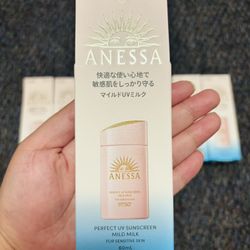 ANESSA
快適な使い心地で
敏感肌をしっかり守る
マイルドUVミルク
ANESSA
PERFECT UV SUNSCREEN
MILD MILK
FOR SENSITIVE SKIN
60mL